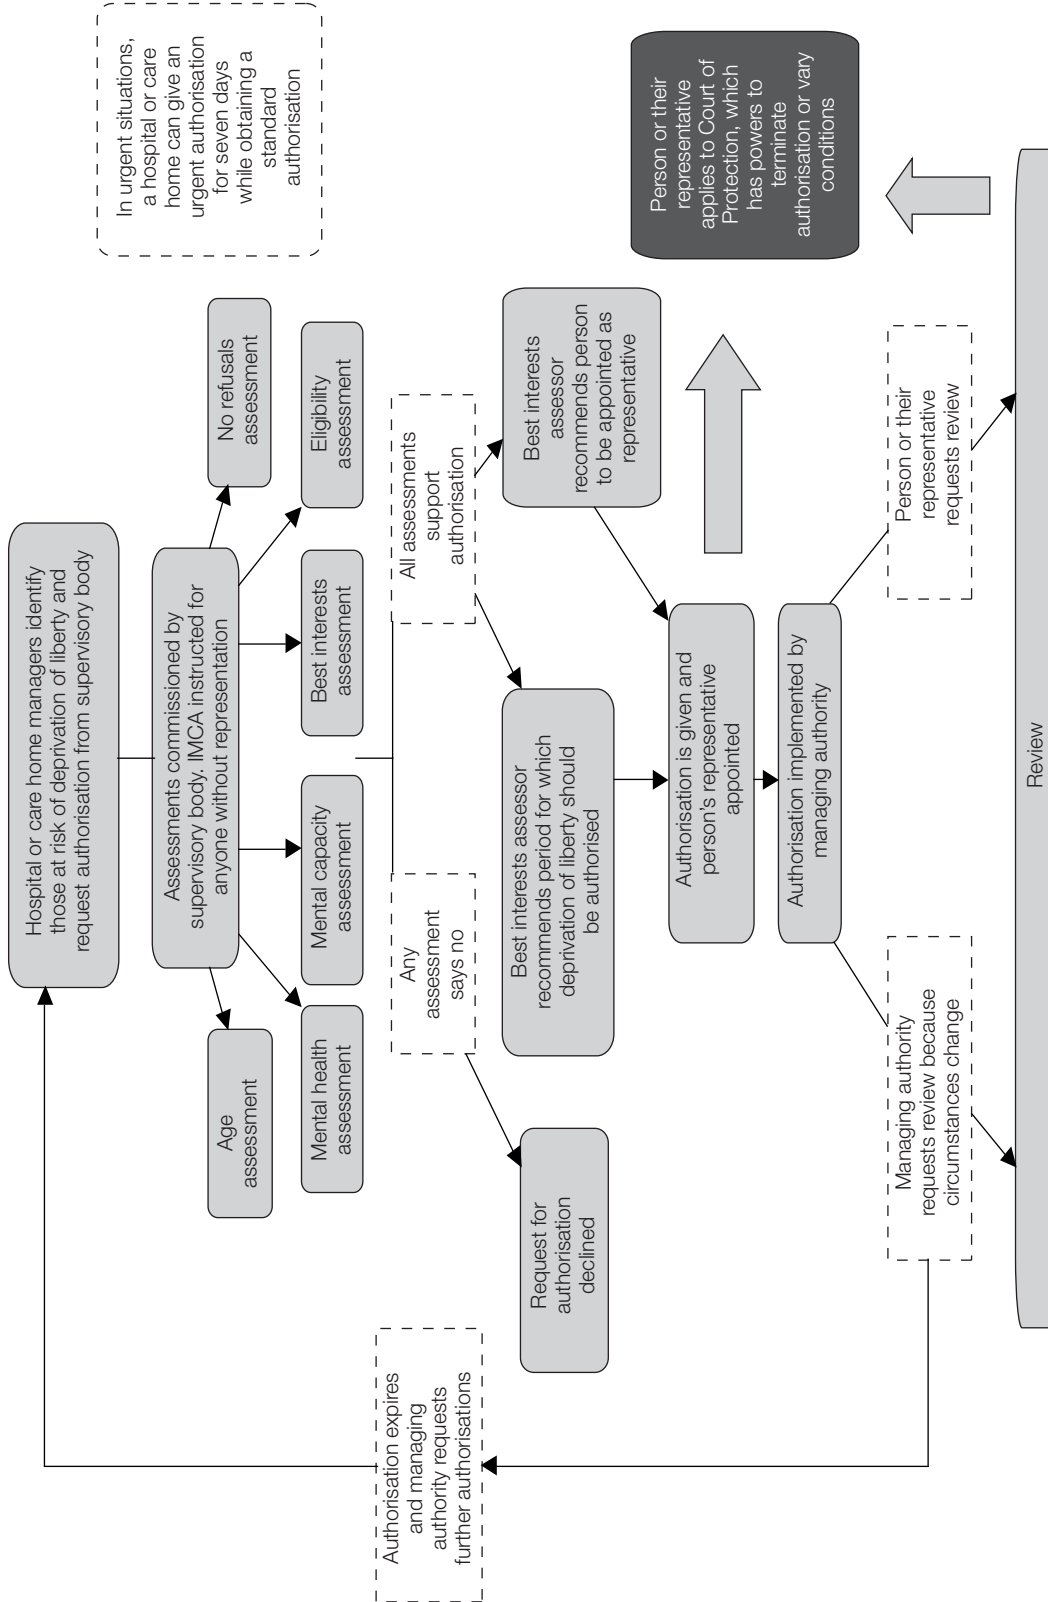 In urgent situations,
a hospital or care
home can give an
urgent authorisation
for seven days
while obtaining a
standard
authorisation
Hospital or care home managers identify
those at risk of deprivation of liberty and
request authorisation from supervisory body
Assessments commissioned by
supervisory body. IMCA instructed for
anyone without representation
Age
assessment
No refusals
assessment
Mental health
assessment
Mental capacity
assessment
Best interests
assessment
Eligibility
assessment
Authorisation expires
and managing
authority requests
further authorisations
Any
assessment
says no
All assessments
support
authorisation
Request for
authorisation
declined
Best interests assessor
recommends period for which
deprivation of liberty should
be authorised
Best interests
assessor
recommends person
to be appointed as
representative
Authorisation is given and
person's representative
appointed
Person or their
representative
applies to Court of
Protection, which
has powers to
terminate
authorisation or vary
conditions
Authorisation implemented by
managing authority
Managing authority
requests review because
circumstances change
Person or their
representative
requests review
Review